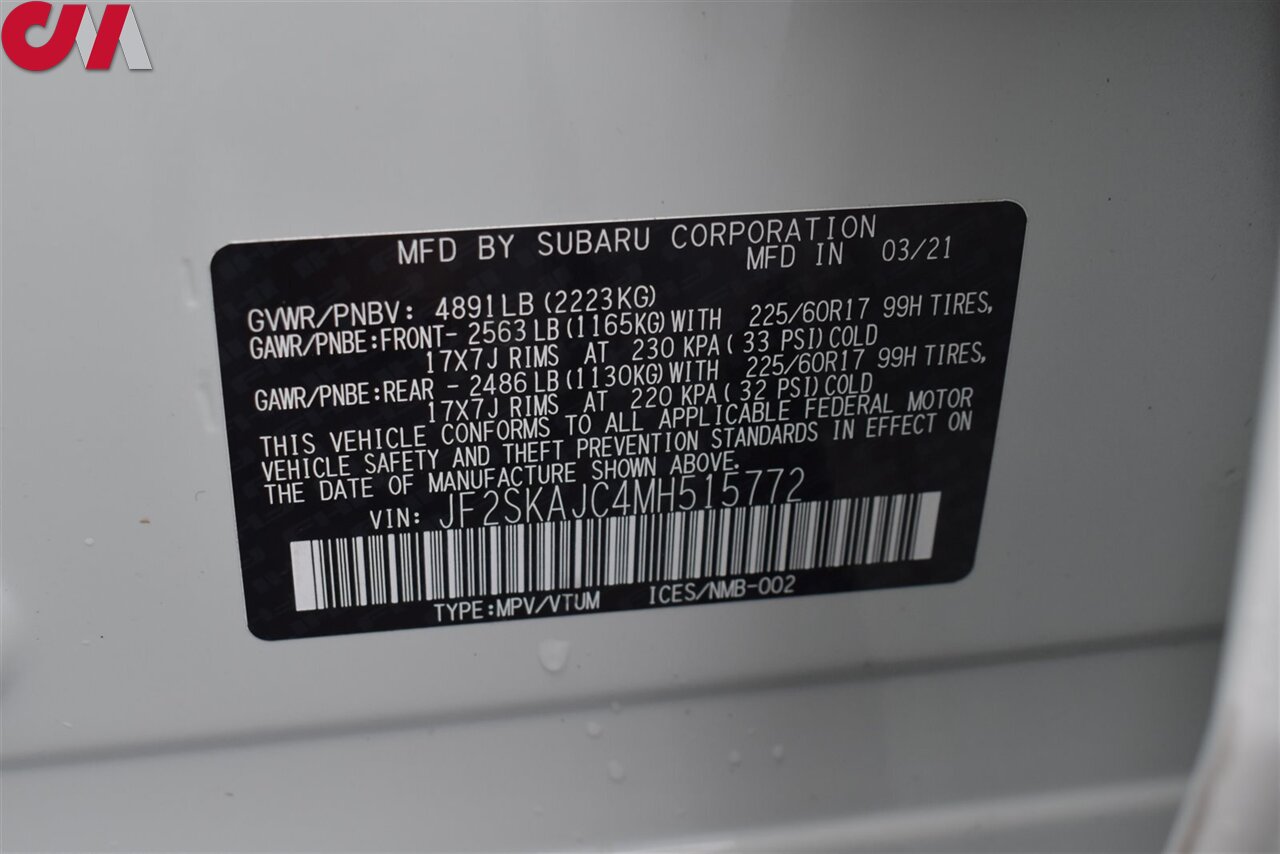 CM
MFD BY SUBARU CORPORATION
MFD IN 03/21
GVWR/PNBV: 4891LB (2223KG)
GAWR/PNBE:FRONT- 2563 LB (1165KG) WITH 225/60R17 99H TIRES,
17X7J RIMS AT 230 KPA ( 33 PSI) COLD
GAWR/PNBE:REAR - 2486 LB (1130KG) WITH 225/60R17 99H TIRES,
17X7J RIMS AT 220 KPA ( 32 PSI) COLD
THIS VEHICLE CONFORMS TO ALL APPLICABLE FEDERAL MOTOR
VEHICLE SAFETY AND THEFT PREVENTION STANDARDS IN EFFECT ON
THE DATE OF MANUFACTURE SHOWN ABOVE.
VIN: JF2SKAJC4MH515772
TYPE:MPV/VTUM ICES/NMB-002